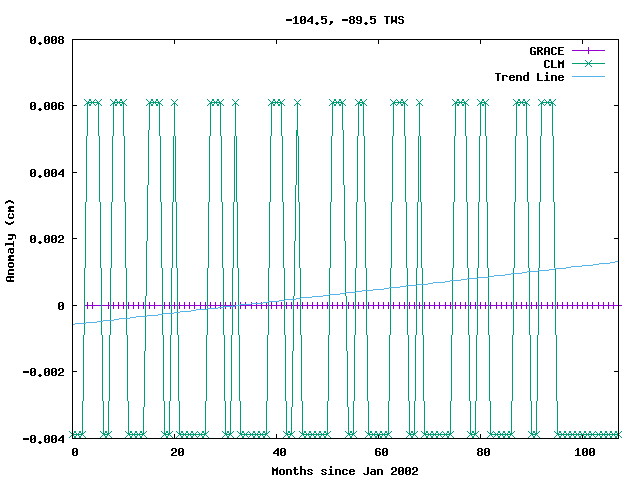 -104.5, -89.5 TWS
GRACE
CLM
Trend Line
0.008
0.006
0.004
0.002
0
-0.002
-0.004
Anomaly (cm)
0 20 40 60 80 100
Months since Jan 2002